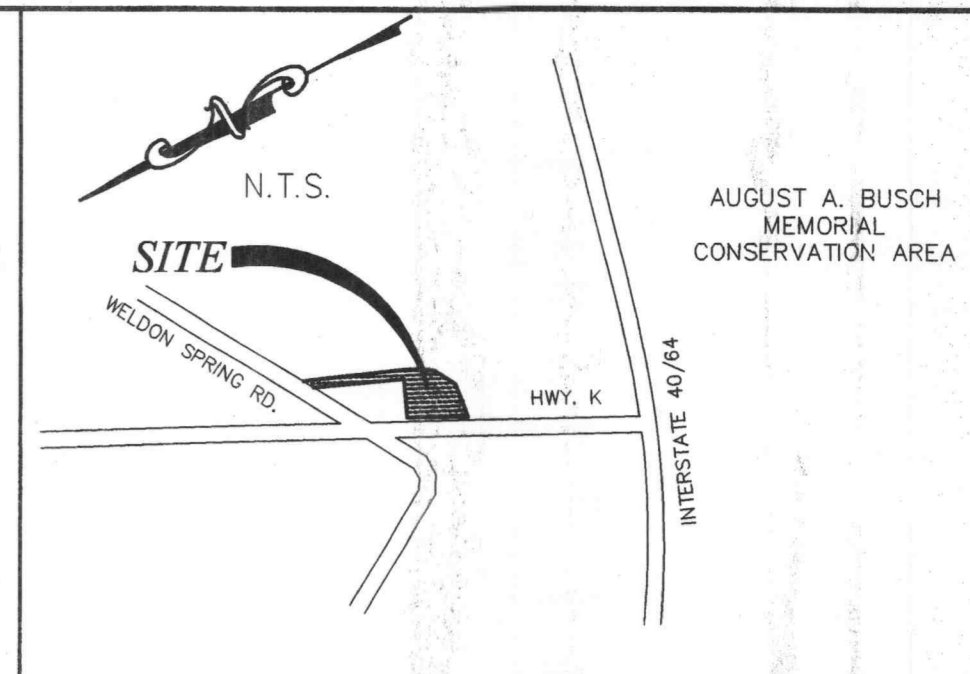 N
N.T.S.
AUGUST A. BUSCH
MEMORIAL
CONSERVATION AREA
SITE
WELDON SPRING RD.
HWY. K
INTERSTATE 40/64